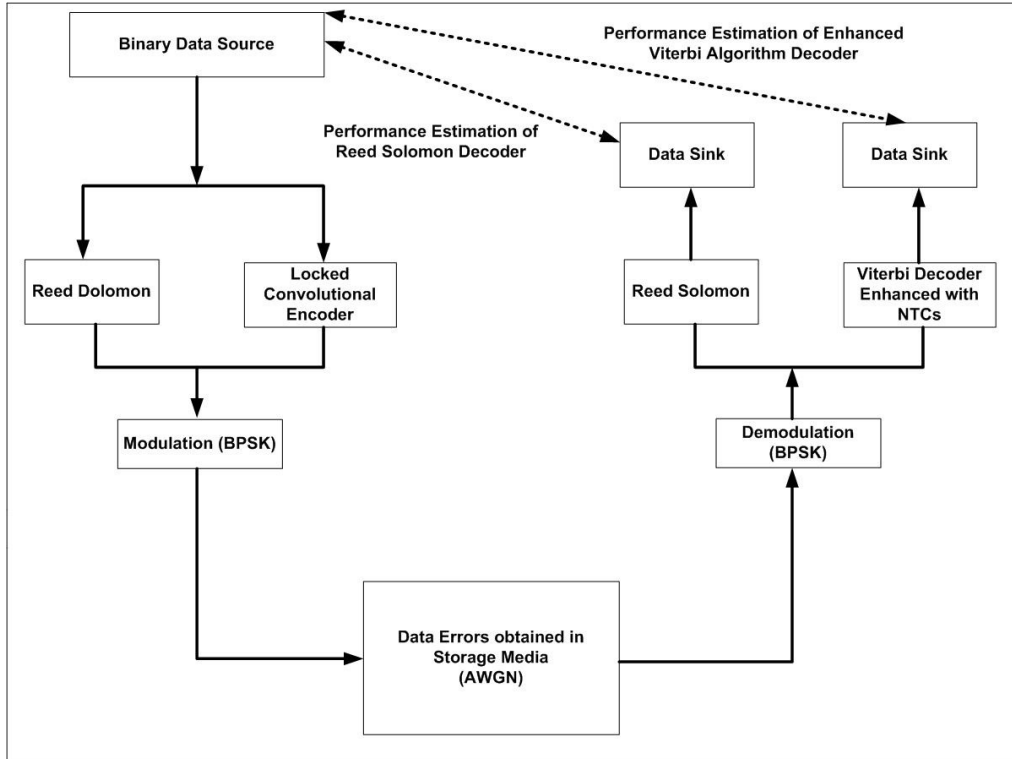 Binary Data Source
Performance Estimation of Enhanced
Viterbi Algorithm Decoder
Performance Estimation of
Reed Solomon Decoder
Data Sink
Data Sink
Reed Dolomon
Locked
Convolutional
Encoder
Reed Solomon
Viterbi Decoder
Enhanced with
NTCs
Modulation (BPSK)
Demodulation
(BPSK)
Data Errors obtained in
Storage Media
(AWGN)